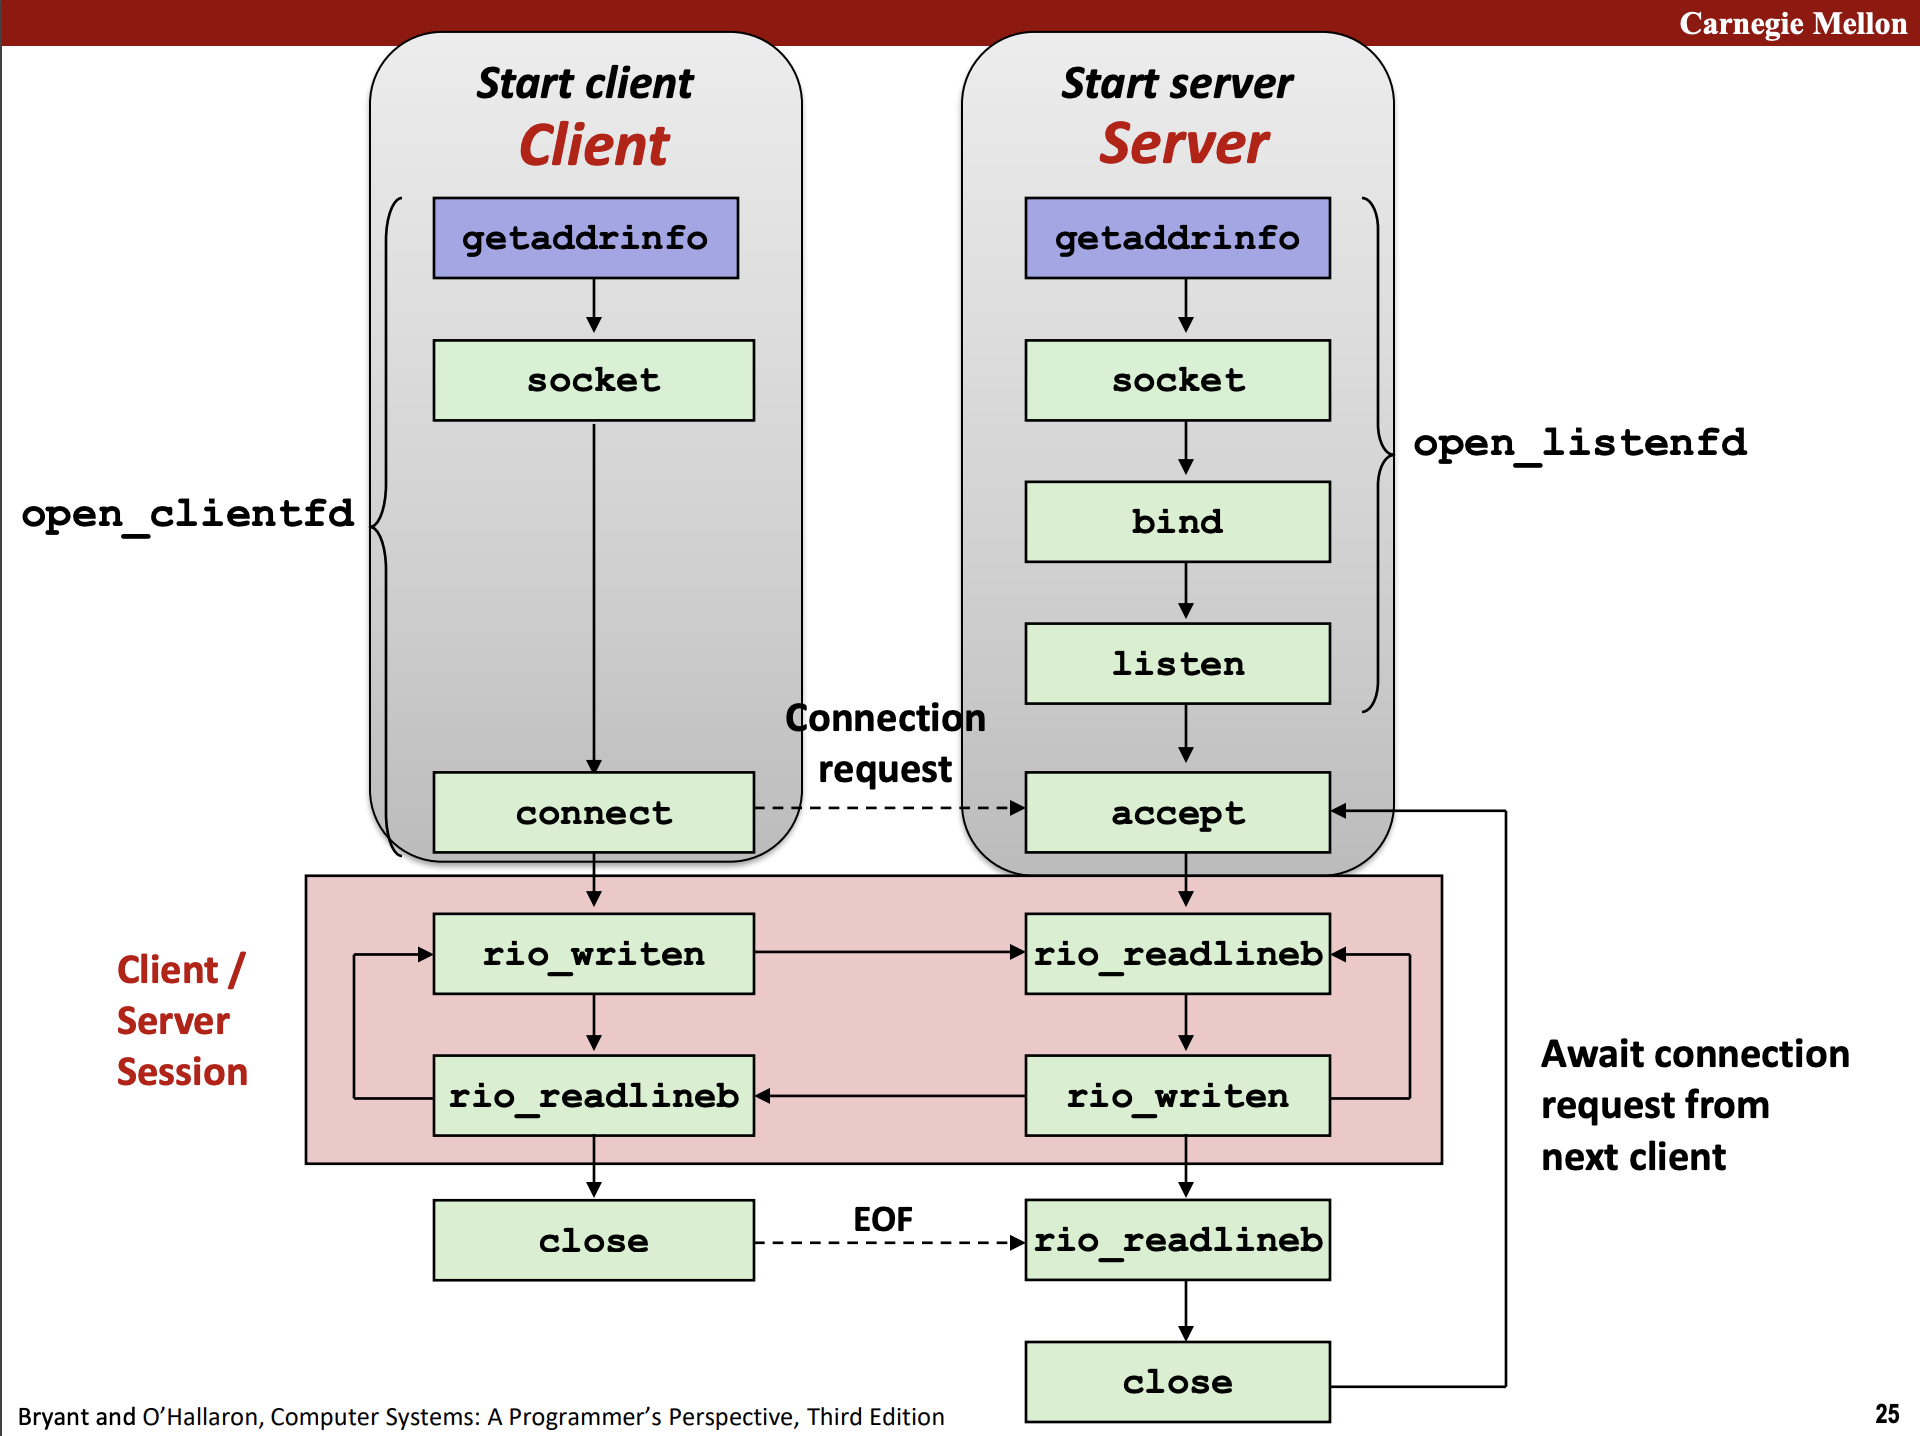 Carnegie Mellon
Start client
Client
Start server
Server
getaddrinfo
getaddrinfo
socket
socket
open_listenfd
open_clientfd
bind
listen
Connection
request
connect
accept
Client /
Server
Session
rio_writen
rio_readlineb
rio_readlineb
rio_writen
Await connection
request from
next client
close
EOF
rio_readlineb
close
Bryant and O’Hallaron, Computer Systems: A Programmer’s Perspective, Third Edition
25